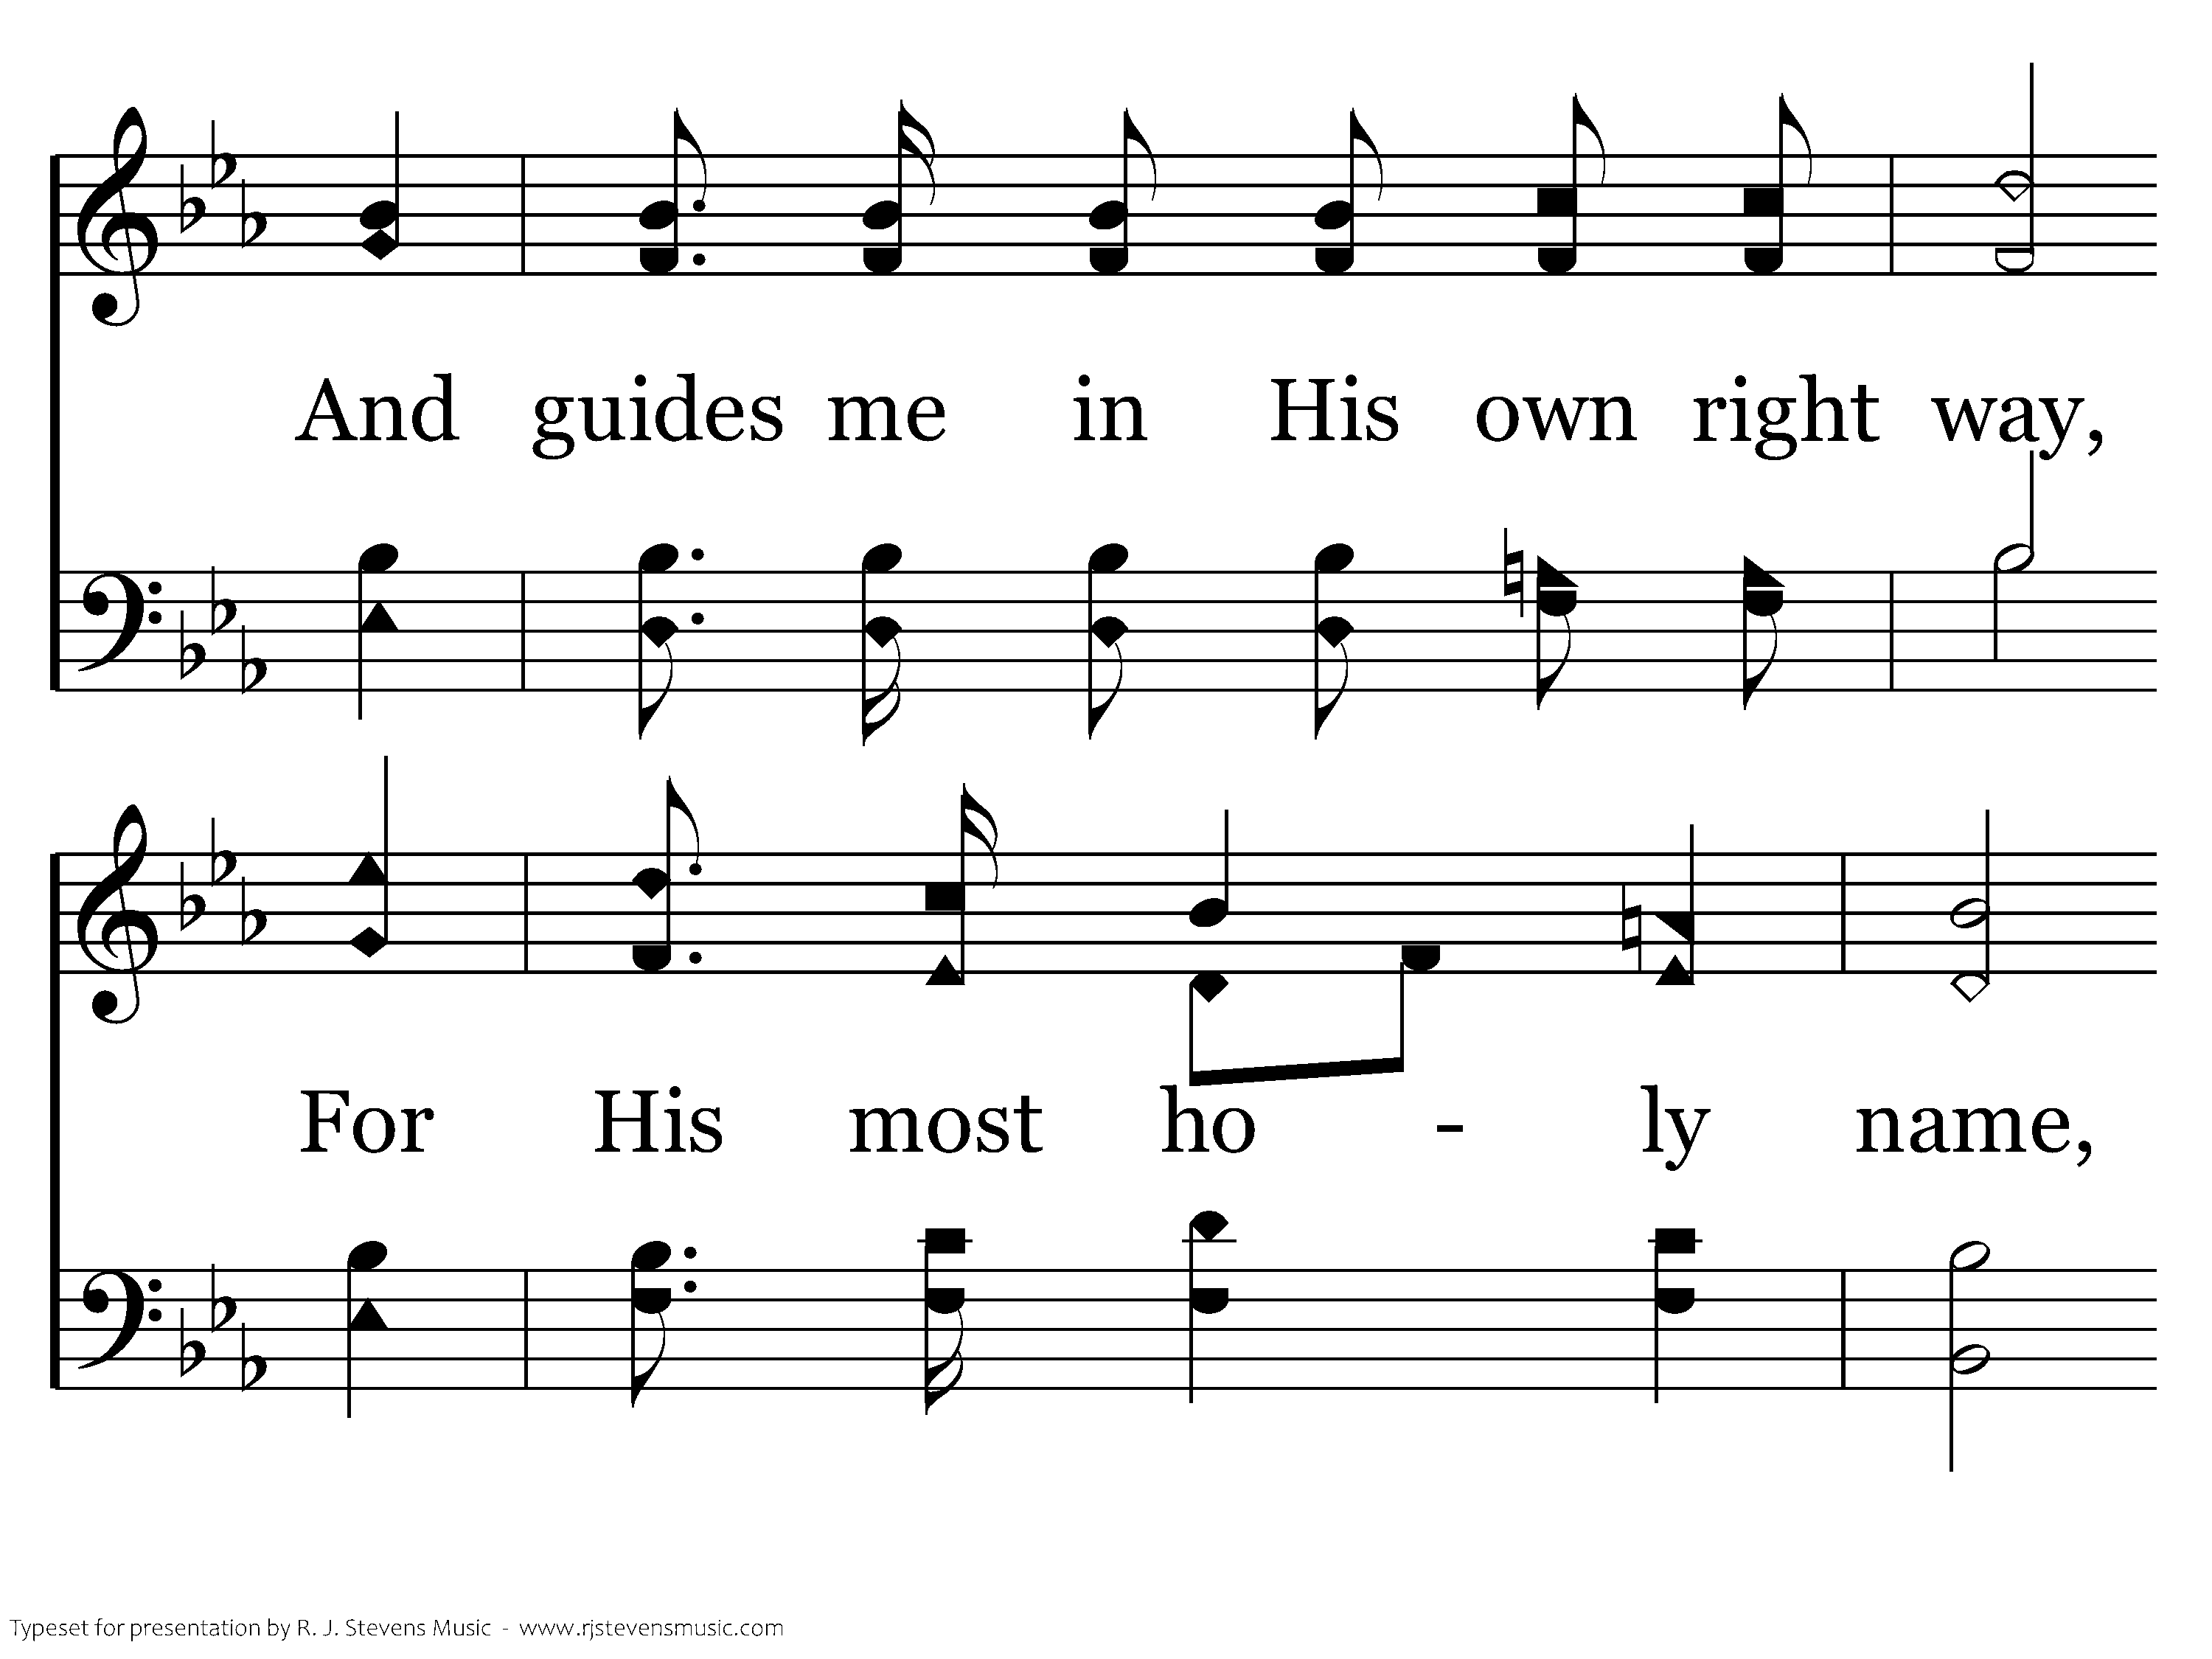 And guides me in His own right way,
For His most ho - ly name,
Typeset for presentation by R. J. Stevens Music - www.rjstevensmusic.com